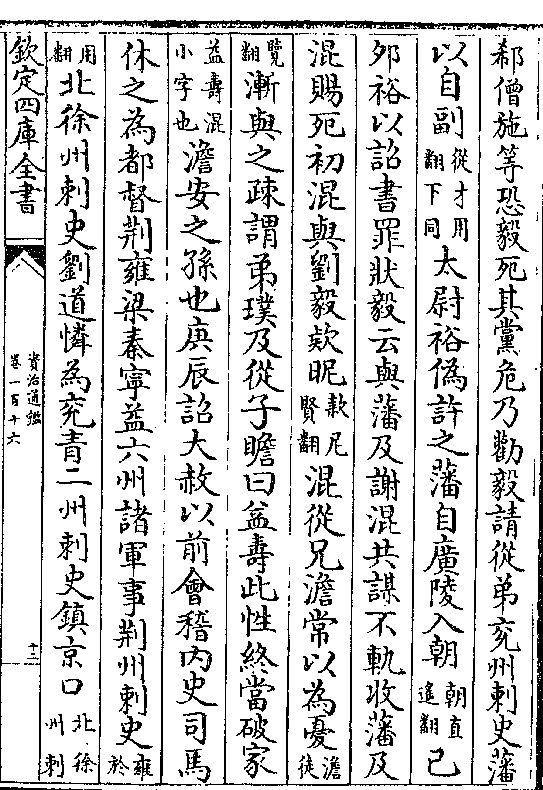 郗僧施等恐毅死其黨危乃勸毅請從弟兖州刺史藩
以自副從才用翻下同太尉裕偽許之藩自廣陵入朝朝直遥翻己
夘裕以詔書罪狀毅云與藩及謝混共謀不軌收藩及
混賜死初混與劉毅欵昵欵尼賢翻混從兄澹常以為憂澹徒
覽翻漸與之疎謂弟璞及從子瞻曰益壽此性終當破家
益壽混小字也澹安之孫也庚辰詔大赦以前會稽内史司馬
休之為都督荆雍梁秦寧益六州諸軍事荆州刺史雍於
用翻北徐州刺史劉道憐為兖青二州刺史鎮京口北徐州刺
欽定四庫全書
資治通鑑
卷一百十六
十三